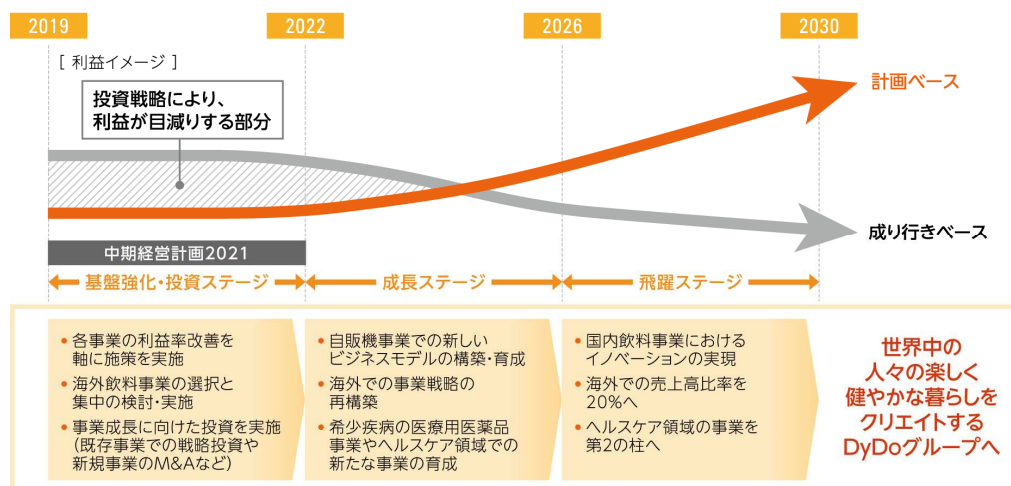 2019
2022
2026
2030
[ 利益イメージ ]
投資戦略により、
利益が目減りする部分
計画ベース
成り行きベース
中期経営計画2021
基盤強化・投資ステージ
成長ステージ
飛躍ステージ
• 各事業の利益率改善を
軸に施策を実施
• 海外飲料事業の選択と
集中の検討・実施
• 事業成長に向けた投資を実施
(既存事業での戦略投資や
新規事業のM&Aなど)
• 自販機事業での新しい
ビジネスモデルの構築・育成
• 海外での事業戦略の
再構築
• 希少疾病の医療用医薬品
事業やヘルスケア領域での
新たな事業の育成
• 国内飲料事業における
イノベーションの実現
• 海外での売上高比率を
20%へ
• ヘルスケア領域の事業を
第2の柱へ
世界中の
人々の楽しく
健やかな暮らしを
クリエイトする
DyDoグループへ